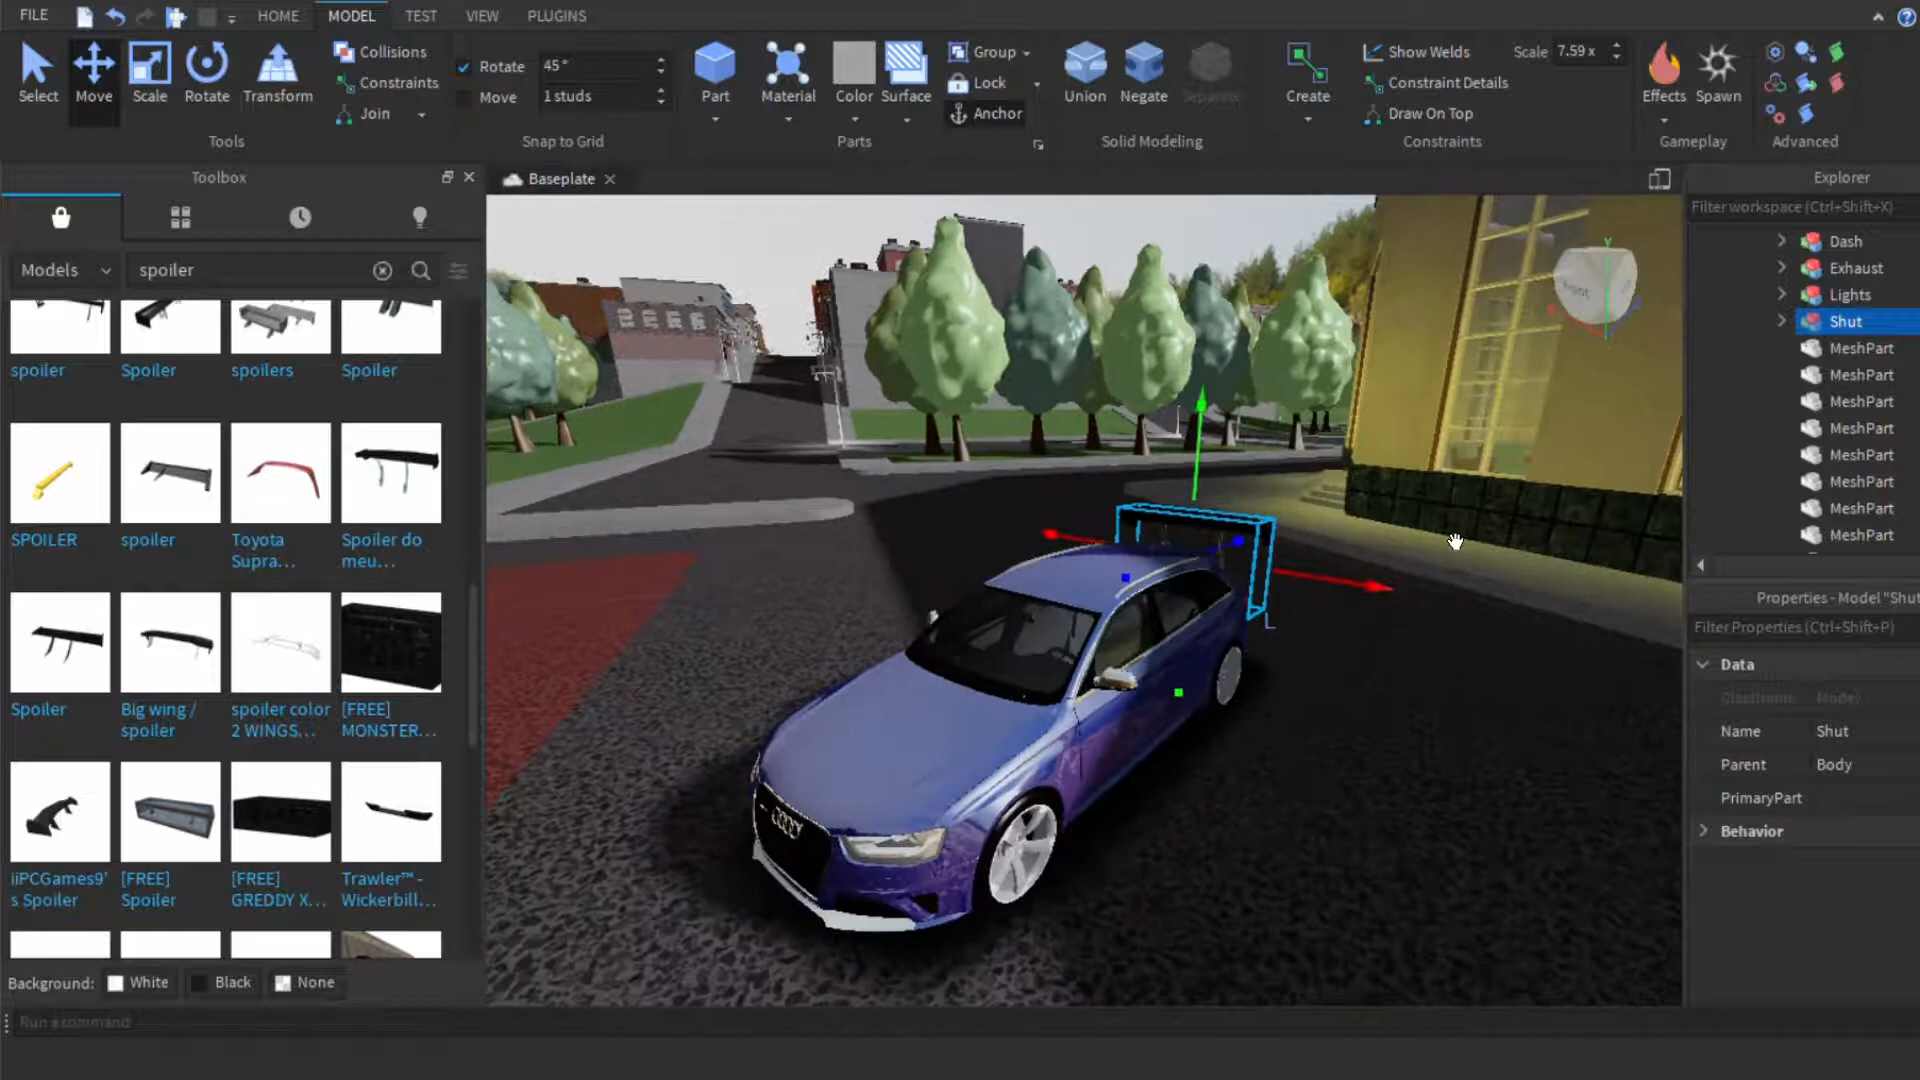 FILE HOME MODEL TEST VIEW PLUGINS
Select Move Scale Rotate Transform
Collisions
Constraints
Join
Tools
Rotate 45°
Move 1 studs
Snap to Grid
Part Material Color Surface
Group
Lock
Anchor
Parts
Union Negate Separate
Solid Modeling
Create
Show Welds Scale 7.59 x
Constraint Details
Draw On Top
Constraints
Effects Spawn
Gameplay
Advanced
Toolbox
Models spoiler
spoiler Spoiler spoilers Spoiler
SPOILER spoiler Toyota Supra... Spoiler do meu...
Spoiler Big wing / spoiler spoiler color 2 WINGS... [FREE] MONSTER...
iiPCGames9's Spoiler [FREE] Spoiler [FREE] GREDDY X... Trawler™ - Wickerbill...
Background: White Black None
Run a command
Baseplate
Y
Front
L
Explorer
Filter workspace (Ctrl+Shift+X)
Dash
Exhaust
Lights
Shut
MeshPart
MeshPart
MeshPart
MeshPart
MeshPart
MeshPart
MeshPart
MeshPart
Properties - Model "Shut
Filter Properties (Ctrl+Shift+P)
Data
Model
Name Shut
Parent Body
PrimaryPart
Behavior